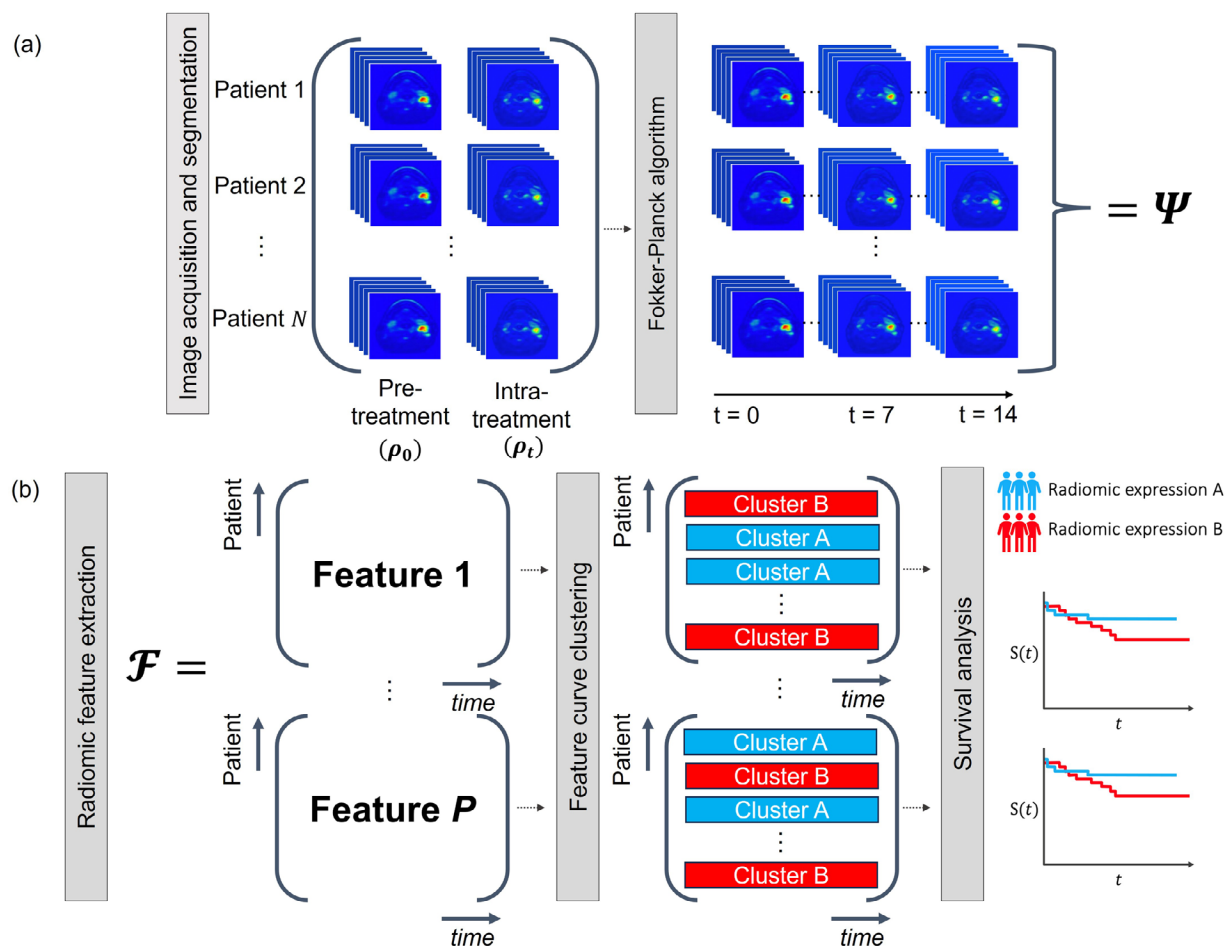 (a)
Image acquisition and segmentation
Patient 1
Patient 2
⋮
Patient N
Pre-
treatment
(ρ₀)
Intra-
treatment
(ρₜ)
⋮
Fokker-Planck algorithm
...
...
...
...
...
...
⋮
t = 0
t = 7
t = 14
= Ψ
(b)
Radiomic feature extraction
ℱ =
Patient
Feature 1
time
⋮
Patient
Feature P
time
Feature curve clustering
Patient
Cluster B
Cluster A
Cluster A
⋮
Cluster B
time
⋮
Patient
Cluster A
Cluster B
Cluster A
⋮
Cluster B
time
Survival analysis
Radiomic expression A
Radiomic expression B
S(t)
t
S(t)
t